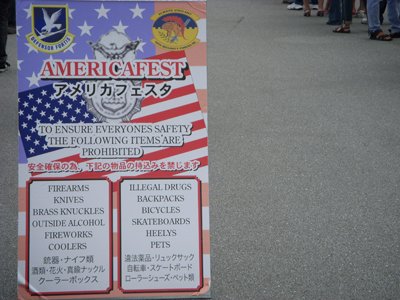 DEFENSOR FORTIS
AMERICAFEST
アメリカフェスタ
TO ENSURE EVERYONES SAFETY
THE FOLLOWING ITEMS ARE
PROHIBITED
安全確保の為、下記の物品の持込みを禁じます
FIREARMS
KNIVES
BRASS KNUCKLES
OUTSIDE ALCOHOL
FIREWORKS
COOLERS
銃器・ナイフ類
酒類・花火・真鍮ナックル
クーラーボックス
ILLEGAL DRUGS
BACKPACKS
BICYCLES
SKATEBOARDS
HEELYS
PETS
違法薬品・リュックサック
自転車・スケートボード
ローラーシューズ・ペット類